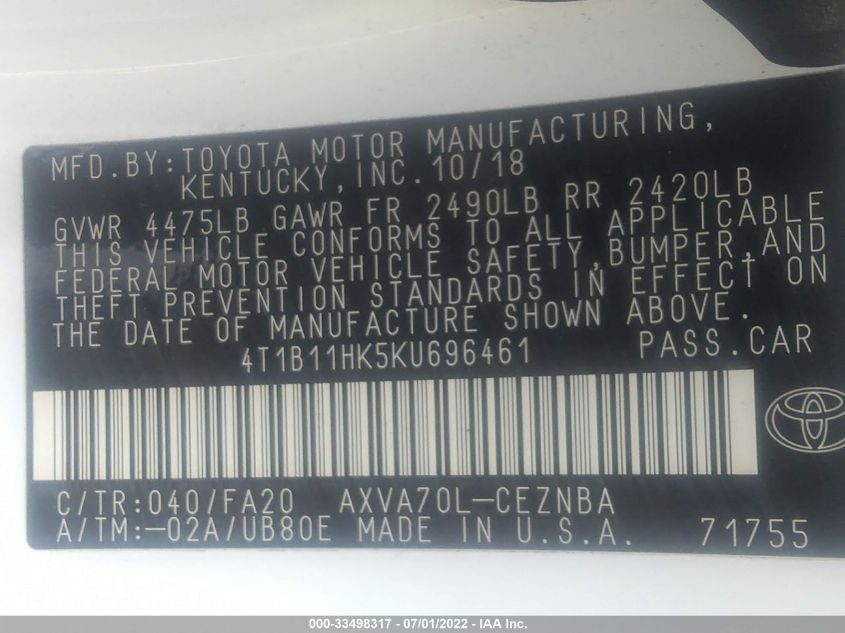 MFD.BY:TOYOTA MOTOR MANUFACTURING,
KENTUCKY,INC. 10/18
GVWR 4475LB GAWR FR 2490LB RR 2420LB
THIS VEHICLE CONFORMS TO ALL APPLICABLE
FEDERAL MOTOR VEHICLE SAFETY,BUMPER,AND
THEFT PREVENTION STANDARDS IN EFFECT ON
THE DATE OF MANUFACTURE SHOWN ABOVE.
4T1B11HK5KU696461 PASS.CAR
C/TR:040/FA20 AXVA70L-CEZNBA
A/TM:-02A/UB80E MADE IN U.S.A. 71755
000-33498317 - 07/01/2022 - IAA Inc.